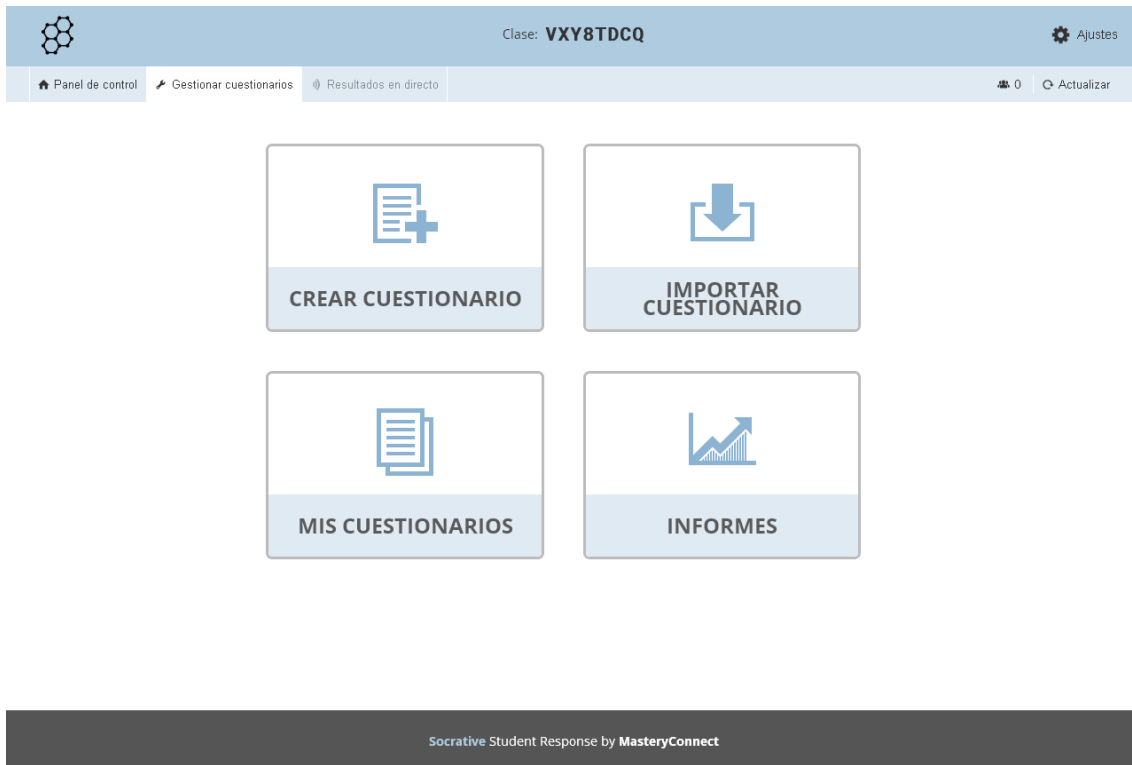 Clase: VXY8TDCQ
Ajustes
Panel de control
Gestionar cuestionarios
Resultados en directo
0
Actualizar
CREAR CUESTIONARIO
IMPORTAR
CUESTIONARIO
MIS CUESTIONARIOS
INFORMES
Socrative Student Response by MasteryConnect